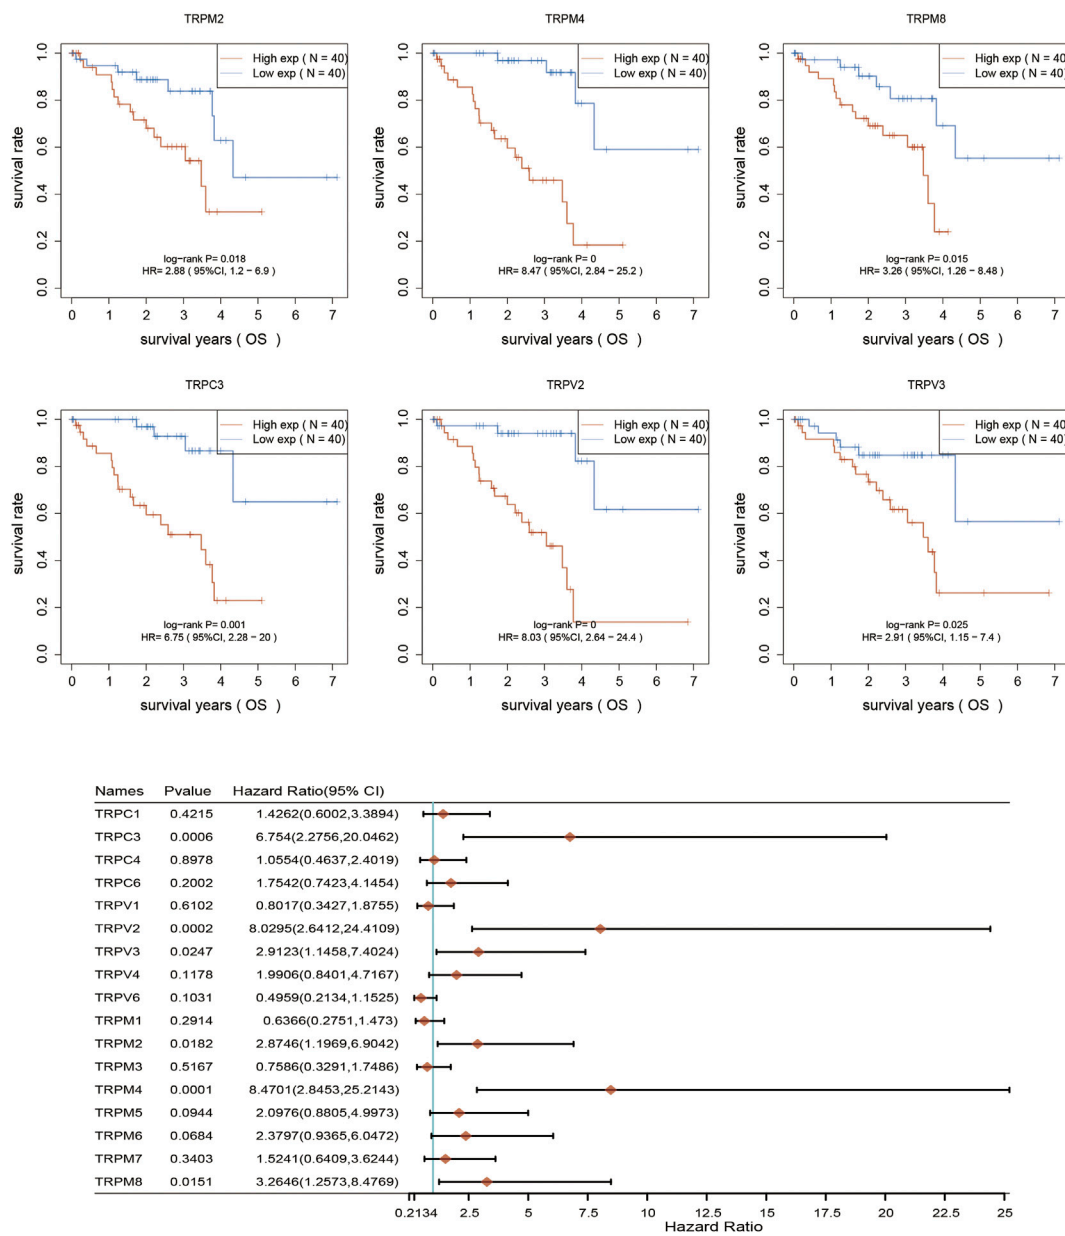 TRPM2
High exp ( N = 40)
Low exp ( N = 40)
1.0
0.8
0.6
0.4
0.2
0.0
survival rate
log-rank P= 0.018
HR= 2.88 ( 95%CI, 1.2 − 6.9 )
0 1 2 3 4 5 6 7
survival years ( OS )
TRPM4
High exp ( N = 40)
Low exp ( N = 40)
1.0
0.8
0.6
0.4
0.2
0.0
survival rate
log-rank P= 0
HR= 8.47 ( 95%CI, 2.84 − 25.2 )
0 1 2 3 4 5 6 7
survival years ( OS )
TRPM8
High exp ( N = 40)
Low exp ( N = 40)
1.0
0.8
0.6
0.4
0.2
0.0
survival rate
log-rank P= 0.015
HR= 3.26 ( 95%CI, 1.26 − 8.48 )
0 1 2 3 4 5 6 7
survival years ( OS )
TRPC3
High exp ( N = 40)
Low exp ( N = 40)
1.0
0.8
0.6
0.4
0.2
0.0
survival rate
log-rank P= 0.001
HR= 6.75 ( 95%CI, 2.28 − 20 )
0 1 2 3 4 5 6 7
survival years ( OS )
TRPV2
High exp ( N = 40)
Low exp ( N = 40)
1.0
0.8
0.6
0.4
0.2
0.0
survival rate
log-rank P= 0
HR= 8.03 ( 95%CI, 2.64 − 24.4 )
0 1 2 3 4 5 6 7
survival years ( OS )
TRPV3
High exp ( N = 40)
Low exp ( N = 40)
1.0
0.8
0.6
0.4
0.2
0.0
survival rate
log-rank P= 0.025
HR= 2.91 ( 95%CI, 1.15 − 7.4 )
0 1 2 3 4 5 6 7
survival years ( OS )
Names Pvalue Hazard Ratio(95% CI)
TRPC1 0.4215 1.4262(0.6002,3.3894)
TRPC3 0.0006 6.754(2.2756,20.0462)
TRPC4 0.8978 1.0554(0.4637,2.4019)
TRPC6 0.2002 1.7542(0.7423,4.1454)
TRPV1 0.6102 0.8017(0.3427,1.8755)
TRPV2 0.0002 8.0295(2.6412,24.4109)
TRPV3 0.0247 2.9123(1.1458,7.4024)
TRPV4 0.1178 1.9906(0.8401,4.7167)
TRPV6 0.1031 0.4959(0.2134,1.1525)
TRPM1 0.2914 0.6366(0.2751,1.473)
TRPM2 0.0182 2.8746(1.1969,6.9042)
TRPM3 0.5167 0.7586(0.3291,1.7486)
TRPM4 0.0001 8.4701(2.8453,25.2143)
TRPM5 0.0944 2.0976(0.8805,4.9973)
TRPM6 0.0684 2.3797(0.9365,6.0472)
TRPM7 0.3403 1.5241(0.6409,3.6244)
TRPM8 0.0151 3.2646(1.2573,8.4769)
0.2134 2.5 5 7.5 10 12.5 15 17.5 20 22.5 25
Hazard Ratio